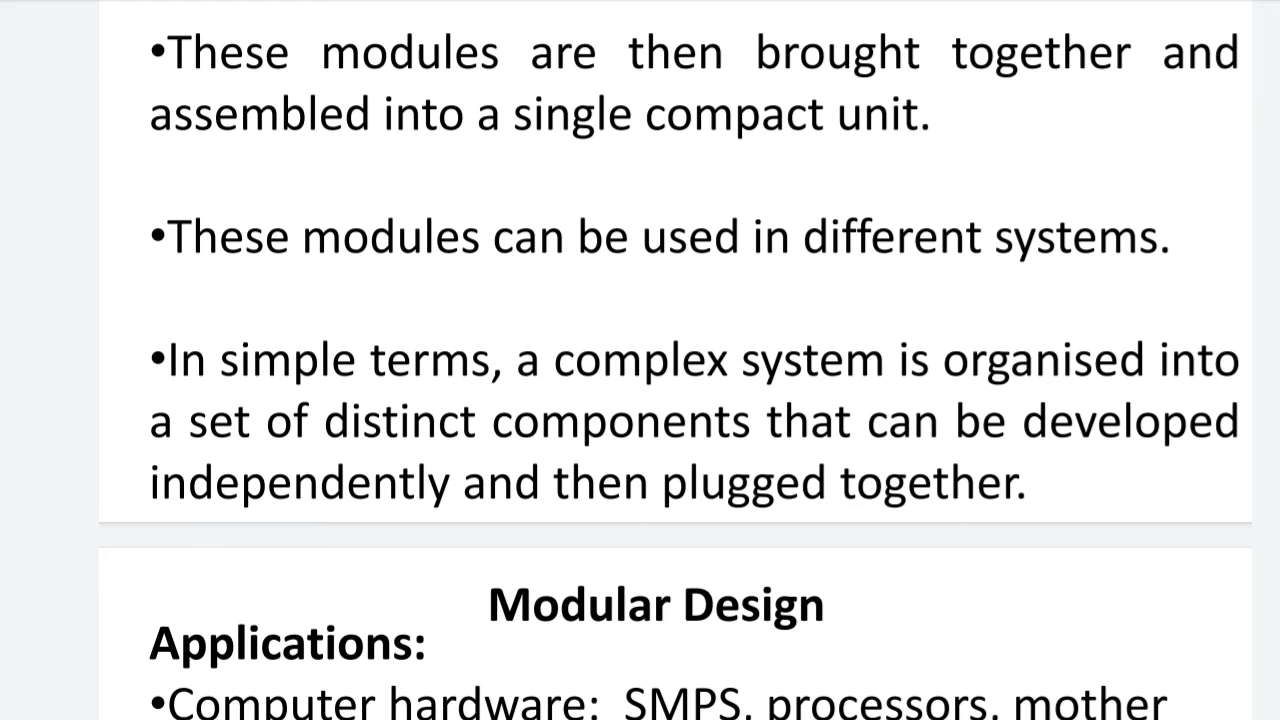 •These modules are then brought together and
assembled into a single compact unit.
•These modules can be used in different systems.
•In simple terms, a complex system is organised into
a set of distinct components that can be developed
independently and then plugged together.
Modular Design
Applications:
•Computer hardware: SMPS, processors, mother